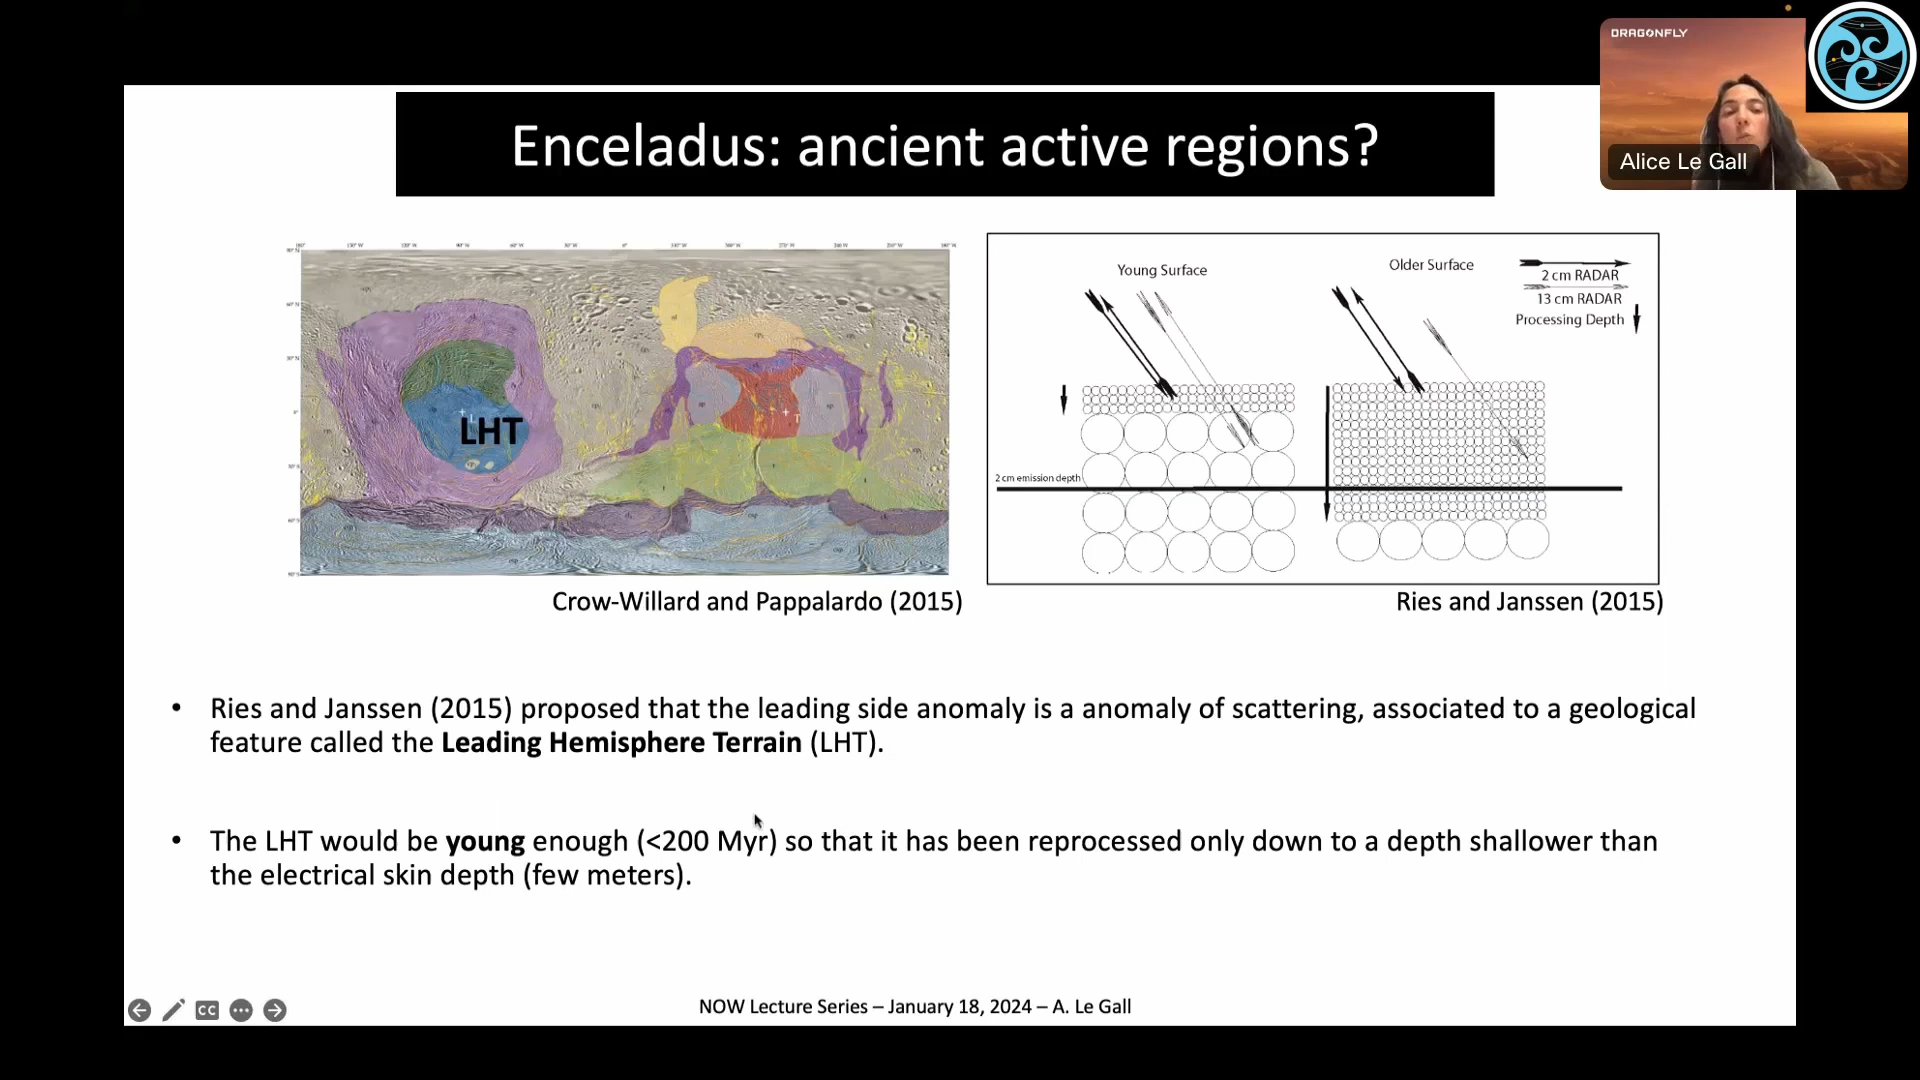 DRAGONFLY
Alice Le Gall
Enceladus: ancient active regions?
LHT
Crow-Willard and Pappalardo (2015)
Young Surface
Older Surface
2 cm RADAR
13 cm RADAR
Processing Depth
2 cm emission depth
Ries and Janssen (2015)
• Ries and Janssen (2015) proposed that the leading side anomaly is a anomaly of scattering, associated to a geological
feature called the Leading Hemisphere Terrain (LHT).
• The LHT would be young enough (<200 Myr) so that it has been reprocessed only down to a depth shallower than
the electrical skin depth (few meters).
CC
NOW Lecture Series – January 18, 2024 – A. Le Gall